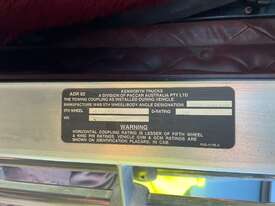 ADR 62 KENWORTH TRUCKS
A DIVISION OF PACCAR AUSTRALIA PTY LTD
THE TOWING COUPLING AS INSTALLED DURING VEHICLE
MANUFACTURE WAS 5TH WHEEL/BODY ANGLE DESIGNATION
5TH WHEEL D-RATING
WARNING
HORIZONTAL COUPLING RATING IS LESSER OF FIFTH WHEEL
& KING PIN RATINGS. VEHICLE GVM & GCM RATINGS ARE
SHOWN ON IDENTIFICATION PLACARD, IN CAB.